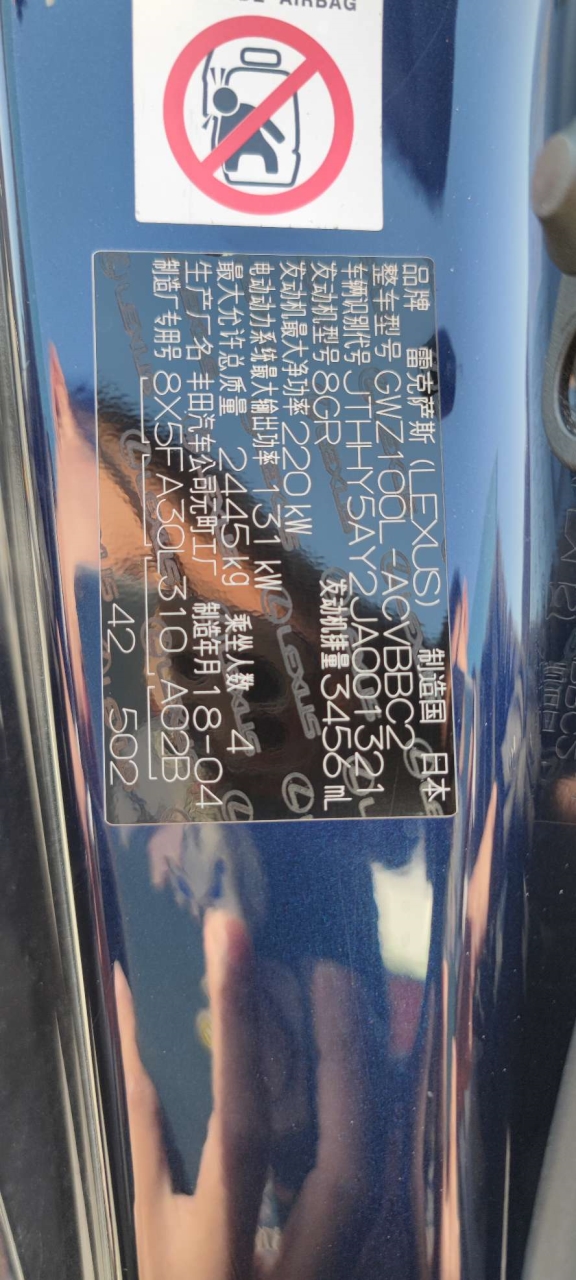 AIRBAG
品牌 雷克萨斯 (LEXUS) 制造国 日本
整车型号 GWZ100L-ACVBBC2
车辆识别代号 JTHHY5AY2JA001321
发动机型号 8GR 发动机排量 3456 mL
发动机最大净功率 220 kW
电动动力系统最大输出功率 131 kW
最大允许总质量 2445 kg 乘坐人数 4
生产厂名 丰田汽车公司元町工厂 制造年月 18-04
制造厂专用号 8X5FA30L310A02B
42 502